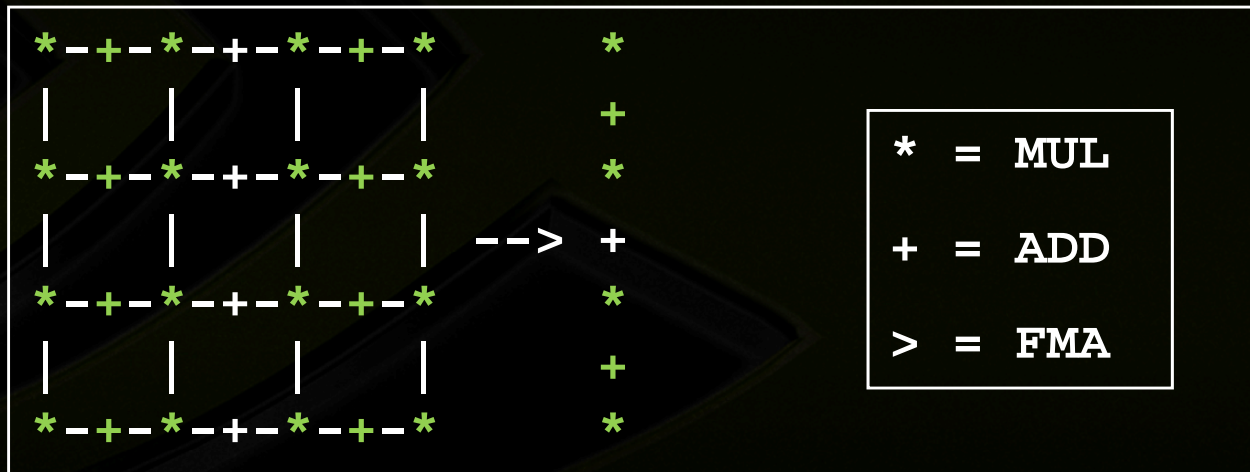 *-+-*-+-*-+-* *
| | | | +
*-+-*-+-*-+-* *
| | | | --> +
*-+-*-+-*-+-* *
| | | | +
*-+-*-+-*-+-* *
* = MUL
+ = ADD
> = FMA